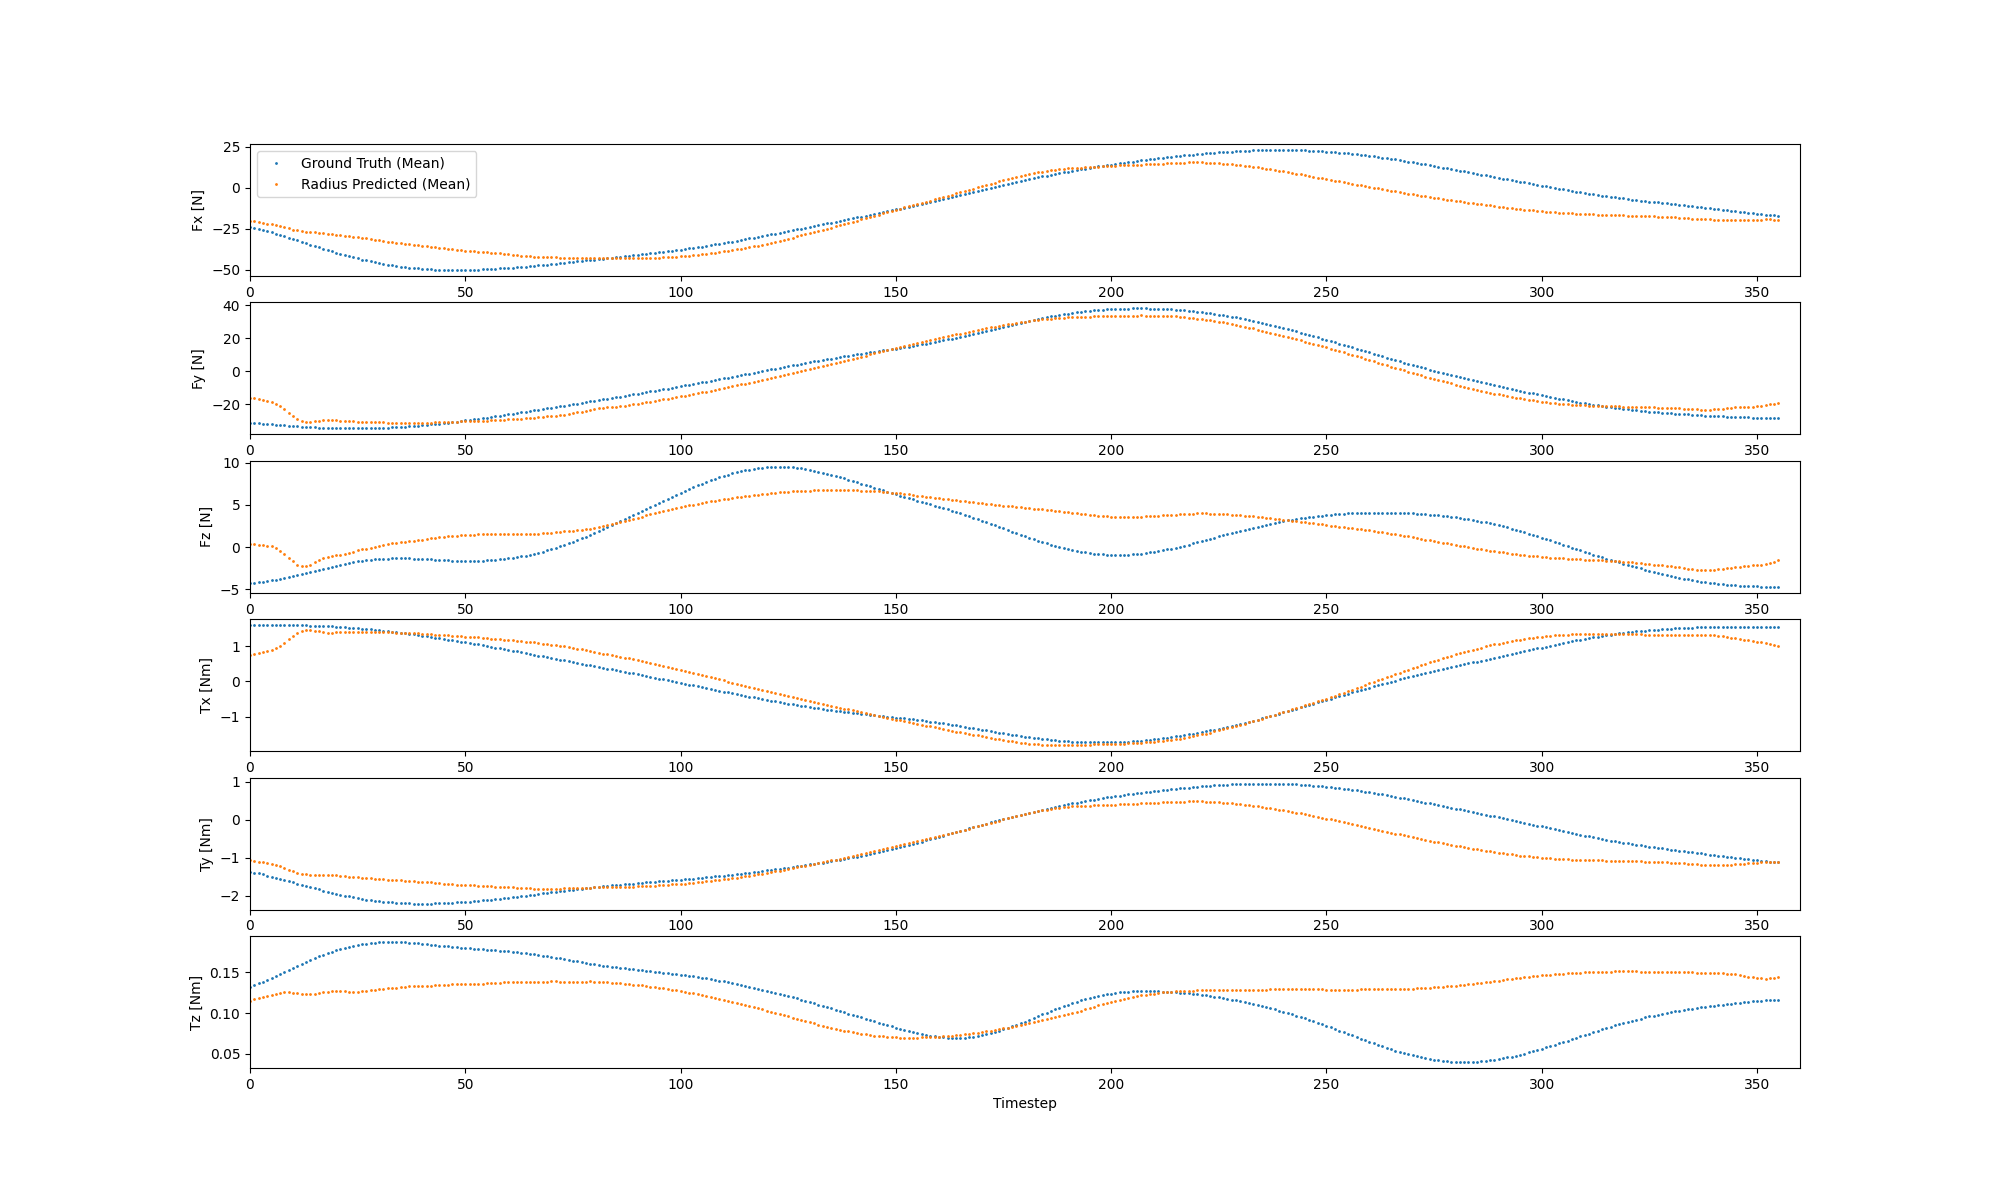 Ground Truth (Mean)
Radius Predicted (Mean)
25
0
−25
−50
Fx [N]
0 50 100 150 200 250 300 350
40
20
0
−20
Fy [N]
0 50 100 150 200 250 300 350
10
5
0
−5
Fz [N]
0 50 100 150 200 250 300 350
1
0
−1
Tx [Nm]
0 50 100 150 200 250 300 350
1
0
−1
−2
Ty [Nm]
0 50 100 150 200 250 300 350
0.15
0.10
0.05
Tz [Nm]
0 50 100 150 200 250 300 350
Timestep